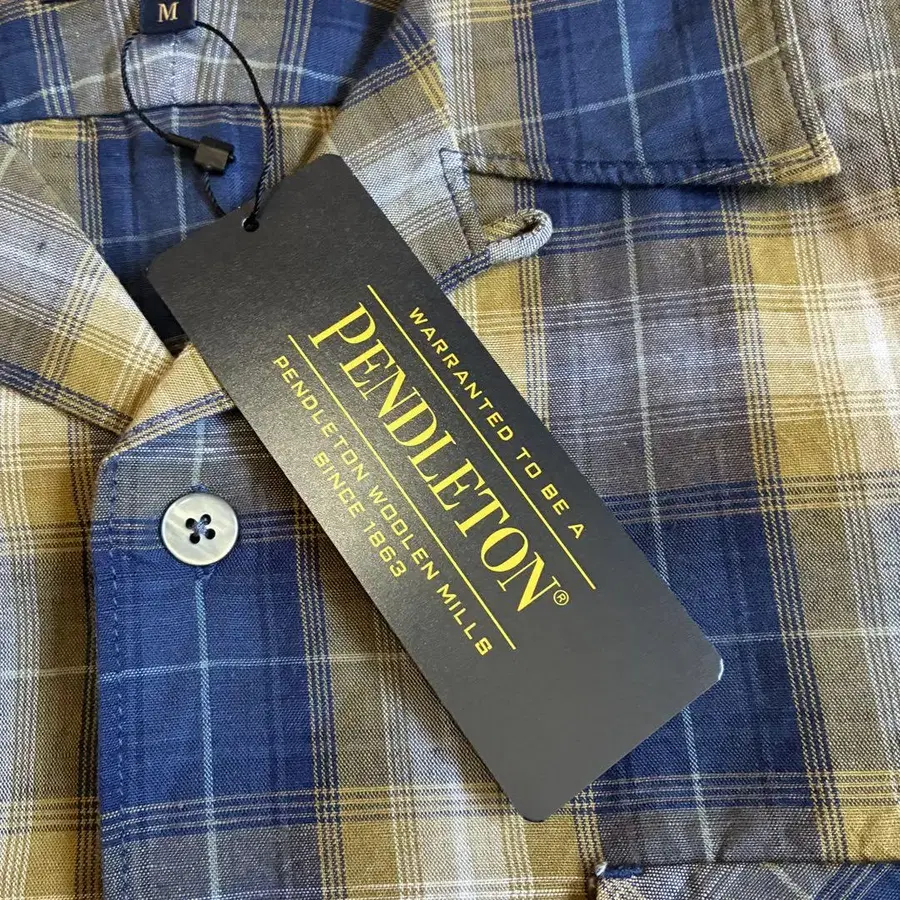 M
WARRANTED TO BE A
PENDLETON®
PENDLETON WOOLEN MILLS
SINCE 1863